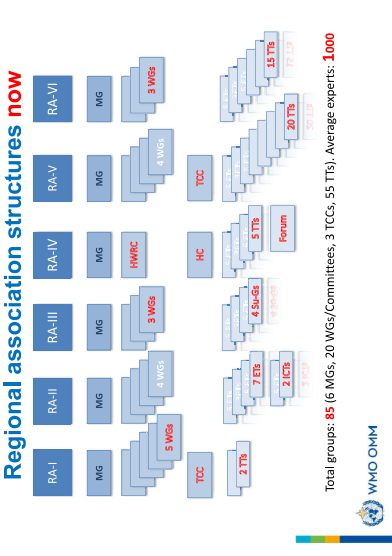 Regional association structures now
RA-I
RA-II
RA-III
RA-IV
RA-V
RA-VI
MG
MG
MG
MG
MG
MG
5 WGs
4 WGs
3 WGs
HWRC
4 WGs
3 WGs
TCC
HC
TCC
2 TTs
7 ETs
2 ICTs
4 Su-Gs
5 TTs
Forum
20 TTs
15 TTs
Total groups: 85 (6 MGs, 20 WGs/Committees, 3 TCCs, 55 TTs). Average experts: 1000
WMO OMM